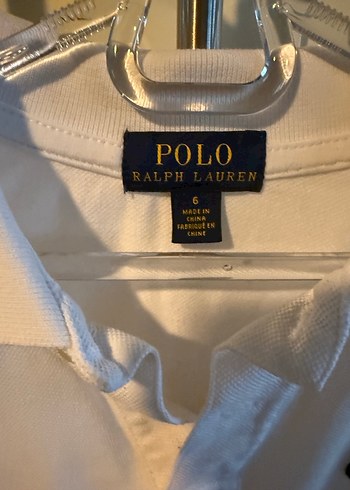 POLO
RALPH LAUREN
6
MADE IN
CHINA
FABRIQUÉ EN
CHINE